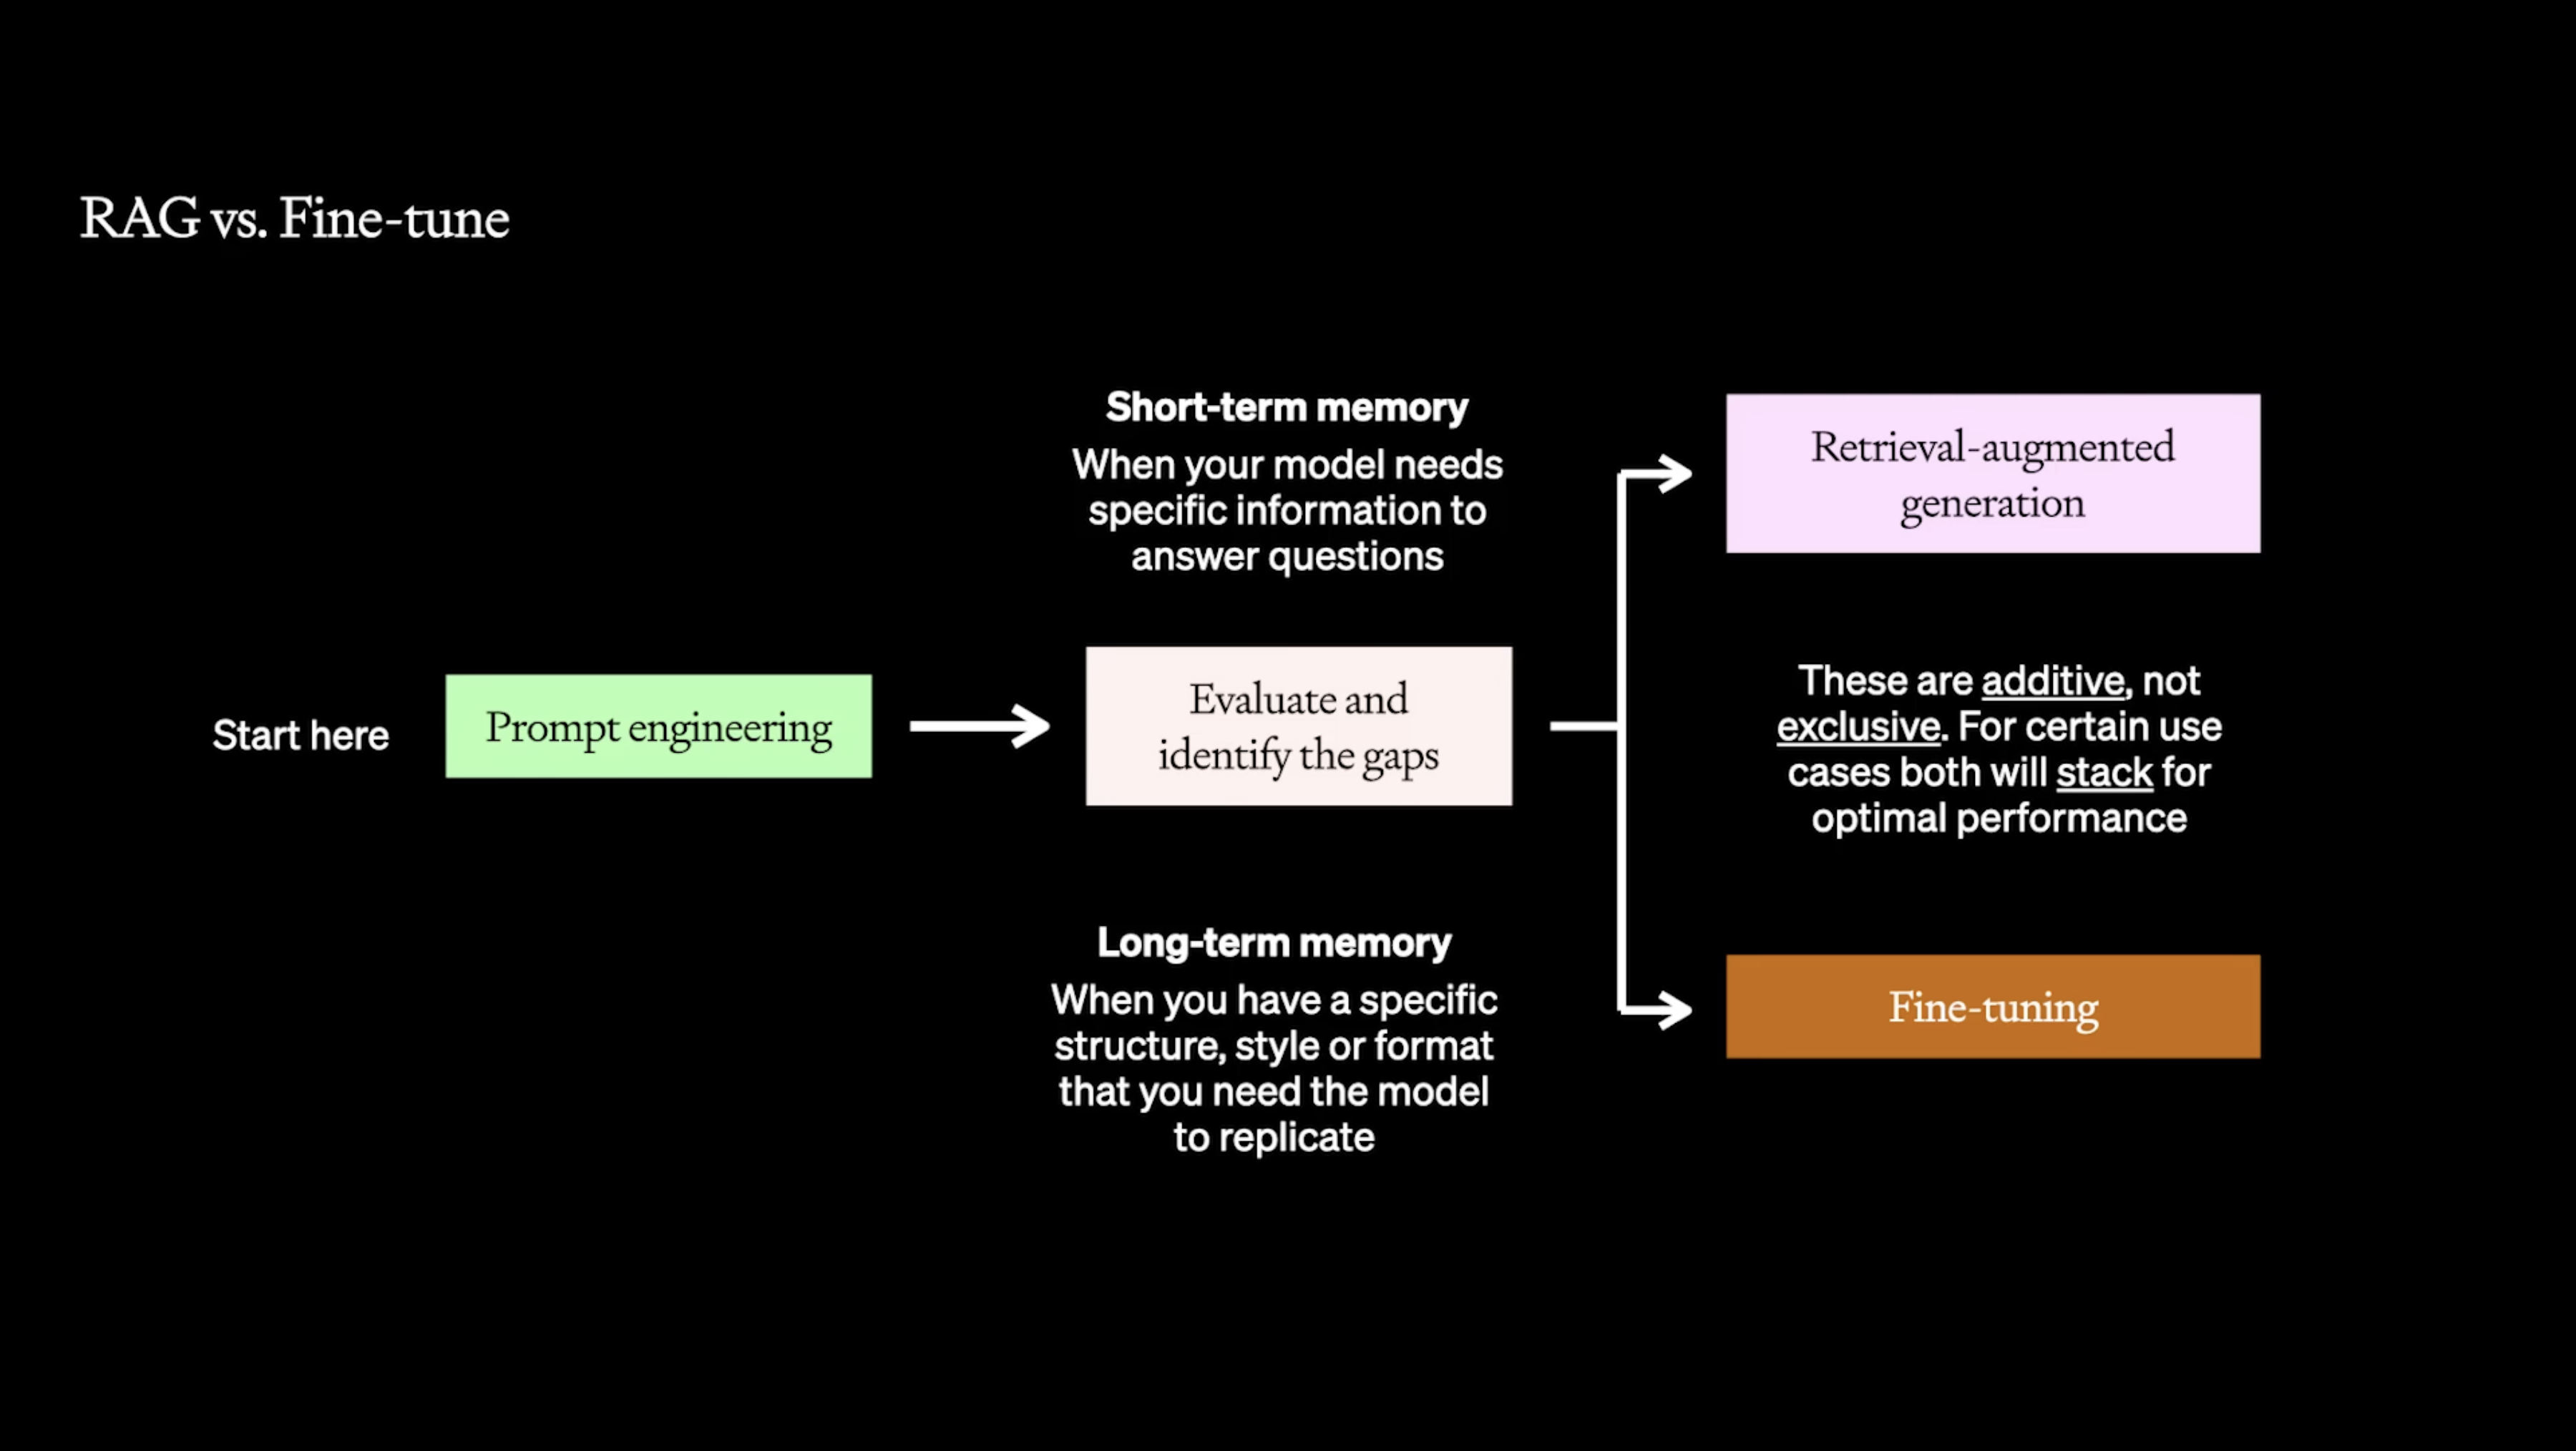 RAG vs. Fine-tune
Start here
Prompt engineering
Short-term memory
When your model needs
specific information to
answer questions
Evaluate and
identify the gaps
Long-term memory
When you have a specific
structure, style or format
that you need the model
to replicate
Retrieval-augmented
generation
These are additive, not
exclusive. For certain use
cases both will stack for
optimal performance
Fine-tuning